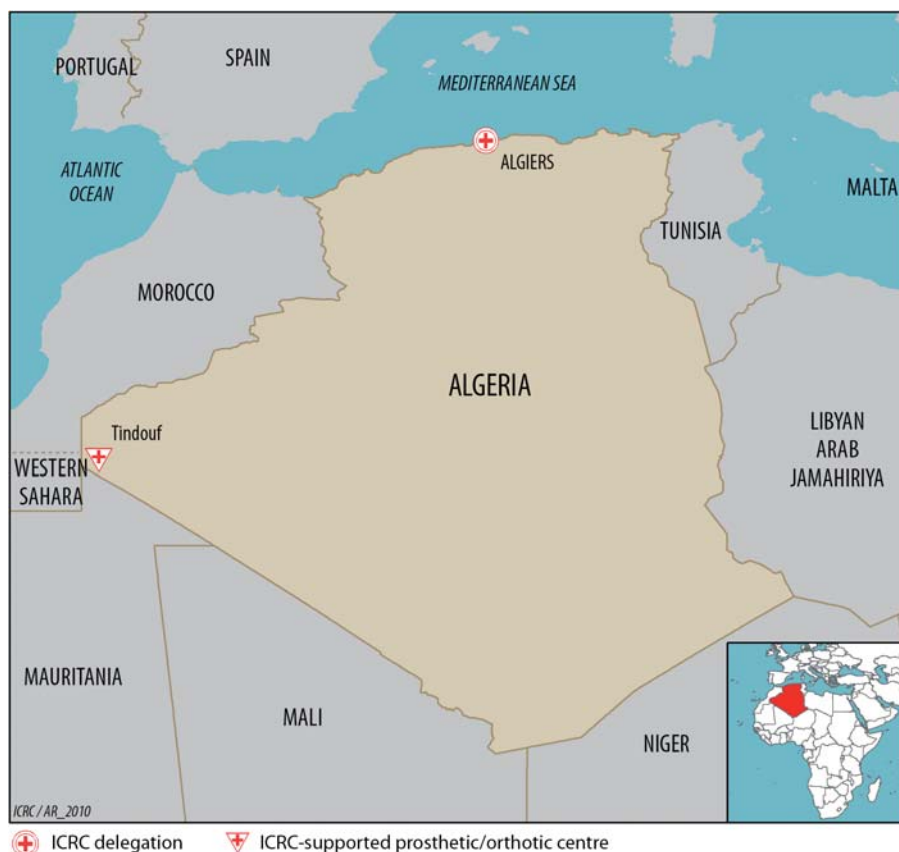 PORTUGAL
SPAIN
MEDITERRANEAN SEA
ATLANTIC
OCEAN
ALGIERS
MALTA
TUNISIA
MOROCCO
ALGERIA
LIBYAN
ARAB
JAMAHIRIYA
Tindouf
WESTERN
SAHARA
MAURITANIA
MALI
NIGER
ICRC / AR_2010
ICRC delegation
ICRC-supported prosthetic/orthotic centre